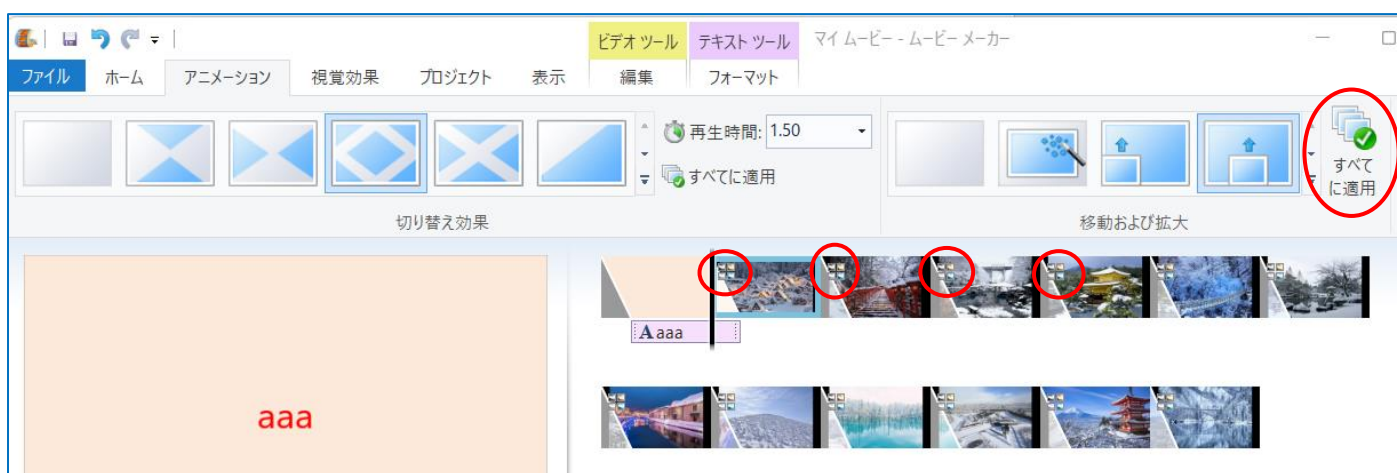 ビデオ ツール テキスト ツール マイ ムービー - ムービー メーカー
ファイル ホーム アニメーション 視覚効果 プロジェクト 表示 編集 フォーマット
再生時間: 1.50
すべてに適用
すべて
に適用
切り替え効果 移動および拡大
A aaa
aaa